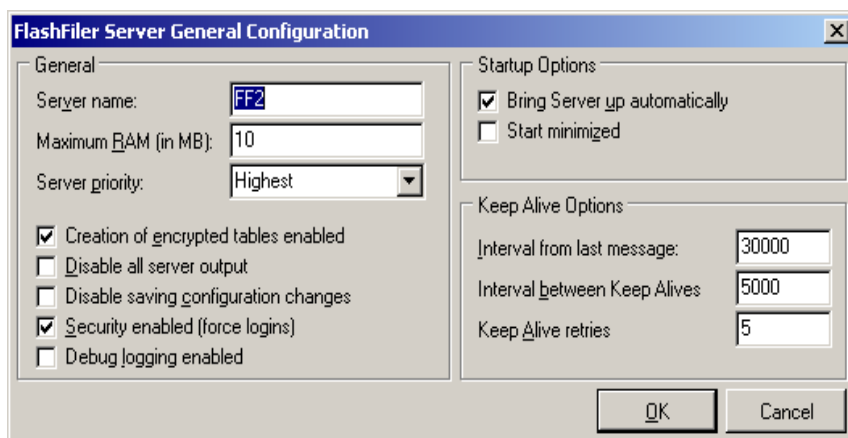 FlashFiler Server General Configuration
General
Server name:
FF2
Maximum RAM (in MB):
10
Server priority:
Highest
Creation of encrypted tables enabled
Disable all server output
Disable saving configuration changes
Security enabled (force logins)
Debug logging enabled
Startup Options
Bring Server up automatically
Start minimized
Keep Alive Options
Interval from last message:
30000
Interval between Keep Alives
5000
Keep Alive retries
5
OK
Cancel